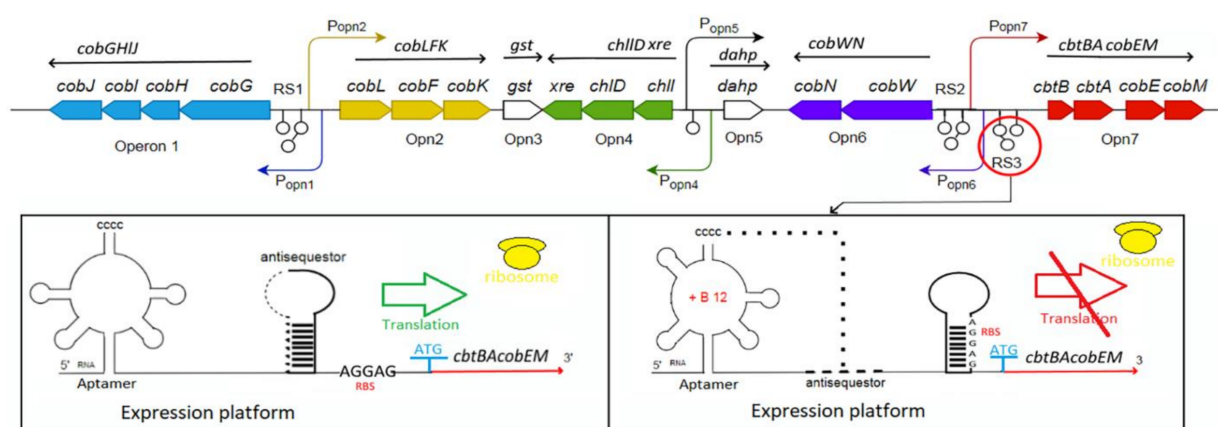 Popn2 Popn5 Popn7
cobGHIJ cobLFK gst chlID xre dahp cobWN cbtBA cobEM
cobJ cobI cobH cobG RS1 cobL cobF cobK gst xre chlD chlI dahp cobN cobW RS2 cbtB cbtA cobE cobM
Operon 1 Opn2 Opn3 Opn4 Opn5 Opn6 RS3 Opn7
Popn1 Popn4 Popn6
cccc
antisequestor
ribosome
Translation
ATG
cbtBAcobEM 3'
5' RNA
AGGAG
RBS
Aptamer
Expression platform
cccc
ribosome
+ B 12
Translation
A
G
G
A
G
RBS
ATG
cbtBAcobEM 3
5' RNA
Aptamer
antisequestor
Expression platform